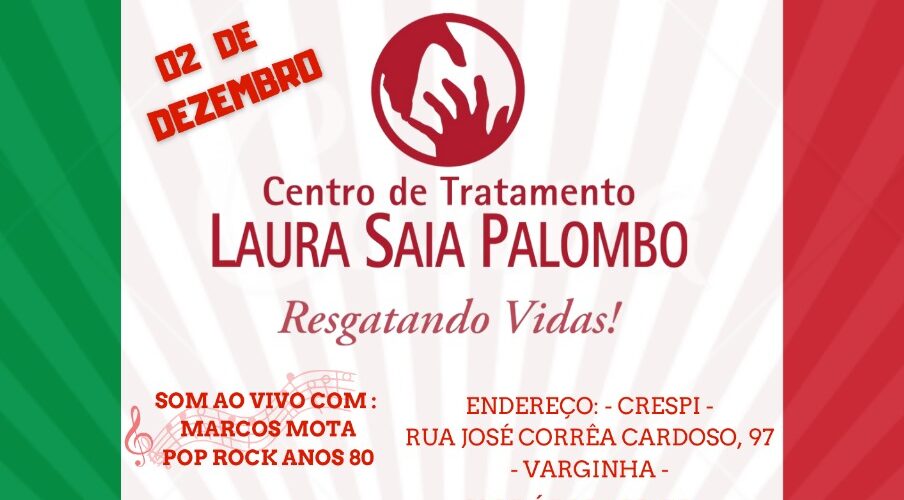 02 DE
DEZEMBRO
Centro de Tratamento
LAURA SAIA PALOMBO
Resgatando Vidas!
SOM AO VIVO COM :
MARCOS MOTA
POP ROCK ANOS 80
ENDEREÇO: - CRESPI -
RUA JOSÉ CORRÊA CARDOSO, 97
- VARGINHA -